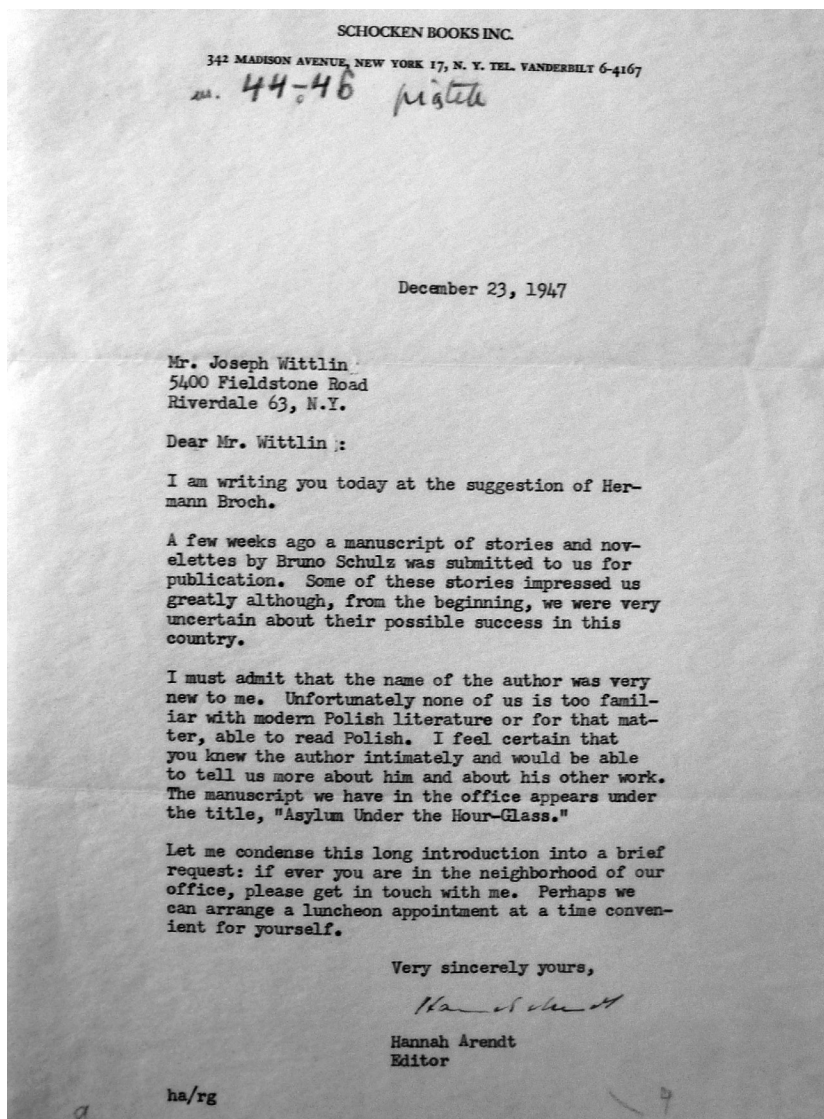 SCHOCKEN BOOKS INC.
342 MADISON AVENUE, NEW YORK 17, N. Y. TEL. VANDERBILT 6-4167
44-46
December 23, 1947
Mr. Joseph Wittlin
5400 Fieldstone Road
Riverdale 63, N.Y.
Dear Mr. Wittlin :
I am writing you today at the suggestion of Her-
mann Broch.
A few weeks ago a manuscript of stories and nov-
elettes by Bruno Schulz was submitted to us for
publication. Some of these stories impressed us
greatly although, from the beginning, we were very
uncertain about their possible success in this
country.
I must admit that the name of the author was very
new to me. Unfortunately none of us is too famil-
iar with modern Polish literature or for that mat-
ter, able to read Polish. I feel certain that
you knew the author intimately and would be able
to tell us more about him and about his other work.
The manuscript we have in the office appears under
the title, "Asylum Under the Hour-Glass."
Let me condense this long introduction into a brief
request: if ever you are in the neighborhood of our
office, please get in touch with me. Perhaps we
can arrange a luncheon appointment at a time conven-
ient for yourself.
Very sincerely yours,
Hannah Arendt
Editor
ha/rg